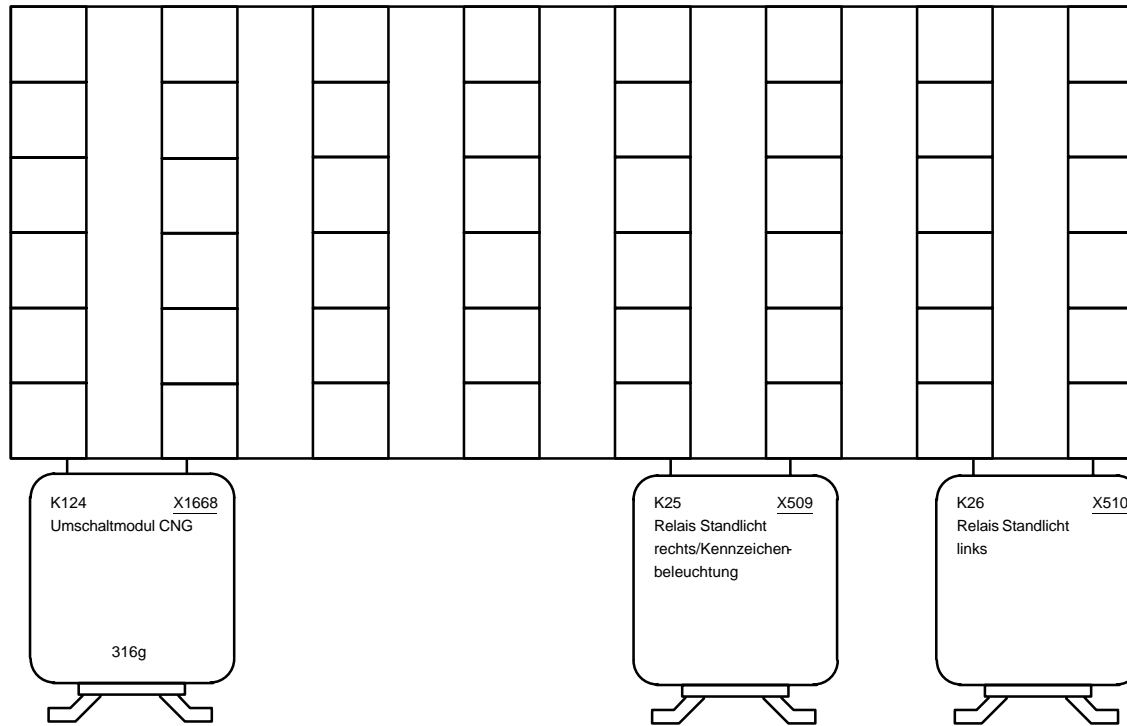 K124 X1668
Umschaltmodul CNG
316g
K25 X509
Relais Standlicht
rechts/Kennzeichen-
beleuchtung
K26 X510
Relais Standlicht
links